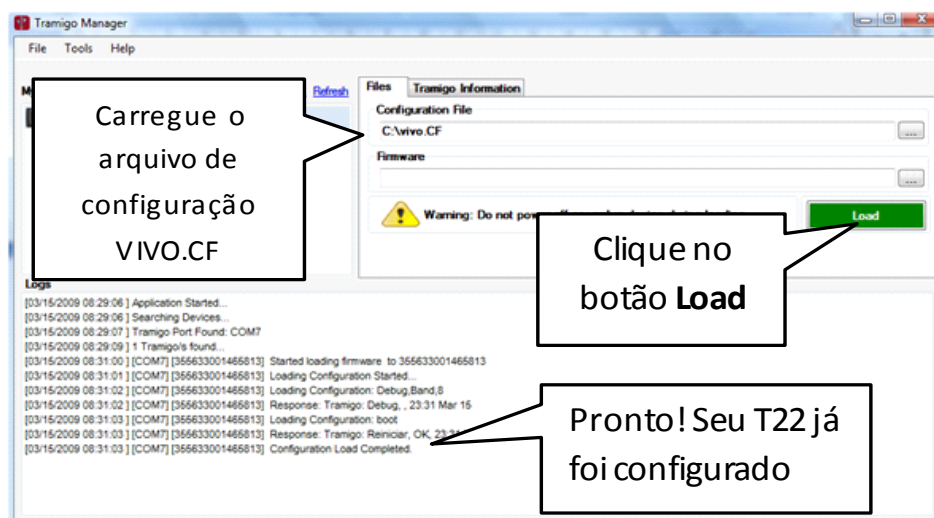 Tramigo Manager
File Tools Help
Refresh
Files Tramigo Information
Configuration File
C:\vivo.CF
...
Firmware
...
Warning: Do not
Load
Carregue o
arquivo de
configuração
VIVO.CF
Clique no
botão Load
Logs
[03/15/2009 08:29:06 ] Application Started...
[03/15/2009 08:29:06 ] Searching Devices...
[03/15/2009 08:29:07 ] Tramigo Port Found: COM7
[03/15/2009 08:29:09 ] 1 Tramigo/s found...
[03/15/2009 08:31:00 ] [COM7] [355633001465813] Started loading firmware to 355633001465813
[03/15/2009 08:31:01 ] [COM7] [355633001465813] Loading Configuration Started...
[03/15/2009 08:31:02 ] [COM7] [355633001465813] Loading Configuration: Debug,Band,8
[03/15/2009 08:31:02 ] [COM7] [355633001465813] Response: Tramigo: Debug, , 23:31 Mar 15
[03/15/2009 08:31:03 ] [COM7] [355633001465813] Loading Configuration: boot
[03/15/2009 08:31:03 ] [COM7] [355633001465813] Response: Tramigo: Reiniciar, OK,
[03/15/2009 08:31:03 ] [COM7] [355633001465813] Configuration Load Completed.
Pronto! Seu T22 já
foi configurado